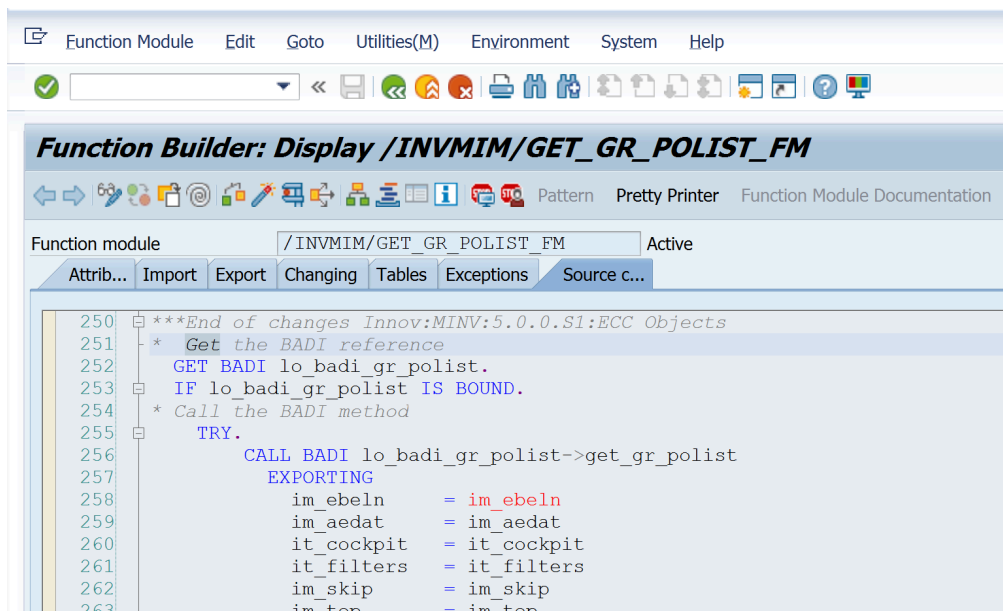 Function Module Edit Goto Utilities(M) Environment System Help
Function Builder: Display /INVMIM/GET_GR_POLIST_FM
Pattern Pretty Printer Function Module Documentation
Function module /INVMIM/GET_GR_POLIST_FM Active
Attrib... Import Export Changing Tables Exceptions Source c...
250 ***End of changes Innov:MINV:5.0.0.S1:ECC Objects
251 * Get the BADI reference
252 GET BADI lo_badi_gr_polist.
253 IF lo_badi_gr_polist IS BOUND.
254 * Call the BADI method
255 TRY.
256 CALL BADI lo_badi_gr_polist->get_gr_polist
257 EXPORTING
258 im_ebeln = im_ebeln
259 im_aedat = im_aedat
260 it_cockpit = it_cockpit
261 it_filters = it_filters
262 im_skip = im_skip
263 im_top = im_top